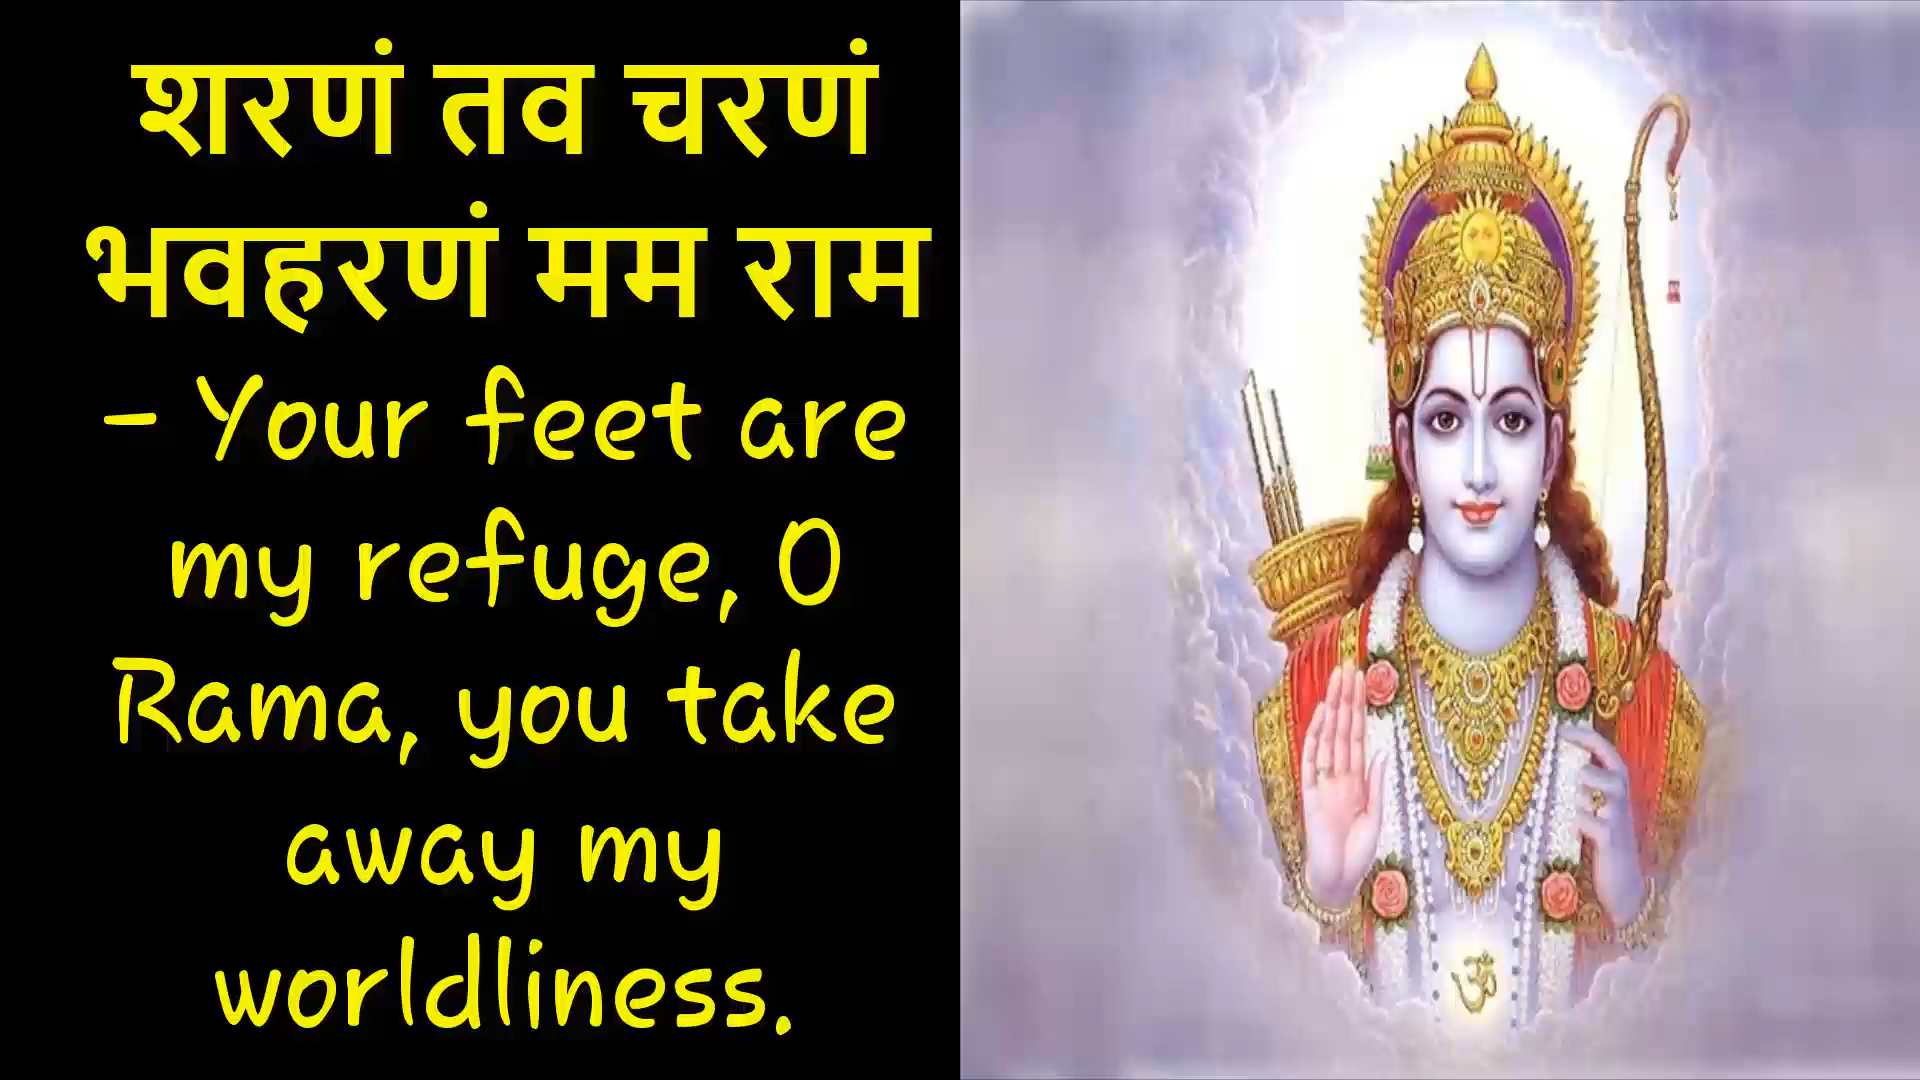 शरणं तव चरणं
भवहरणं मम राम
- Your feet are
my refuge, O
Rama, you take
away my
worldliness.
ॐ